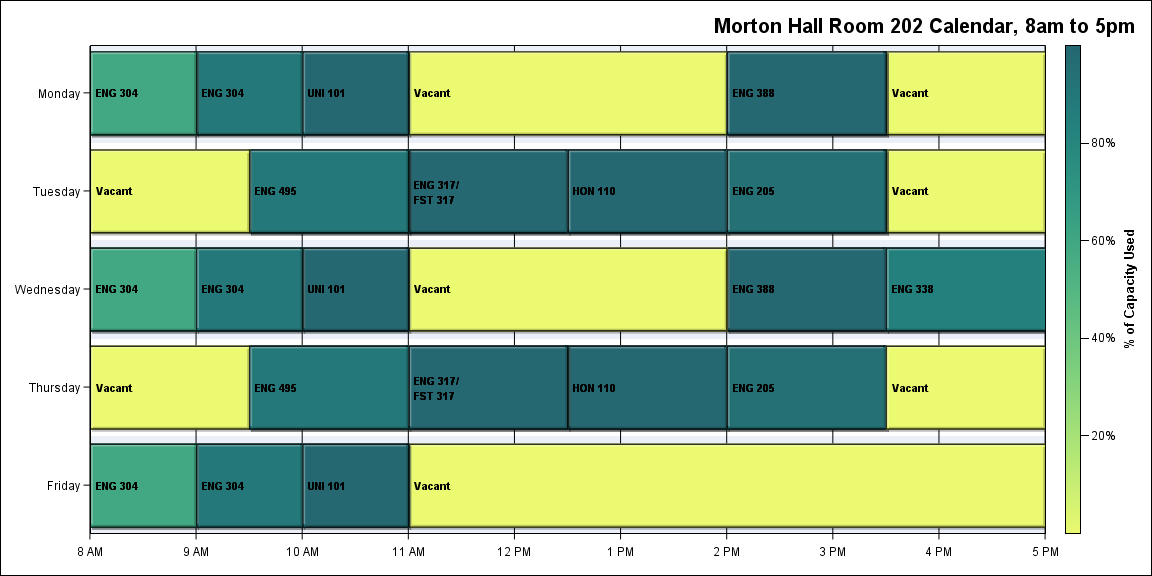 Morton Hall Room 202 Calendar, 8am to 5pm
Monday
ENG 304
ENG 304
UNI 101
Vacant
ENG 388
Vacant
Tuesday
Vacant
ENG 495
ENG 317/
FST 317
HON 110
ENG 205
Vacant
Wednesday
ENG 304
ENG 304
UNI 101
Vacant
ENG 388
ENG 338
Thursday
Vacant
ENG 495
ENG 317/
FST 317
HON 110
ENG 205
Vacant
Friday
ENG 304
ENG 304
UNI 101
Vacant
8 AM
9 AM
10 AM
11 AM
12 PM
1 PM
2 PM
3 PM
4 PM
5 PM
80%
60%
40%
20%
% of Capacity Used